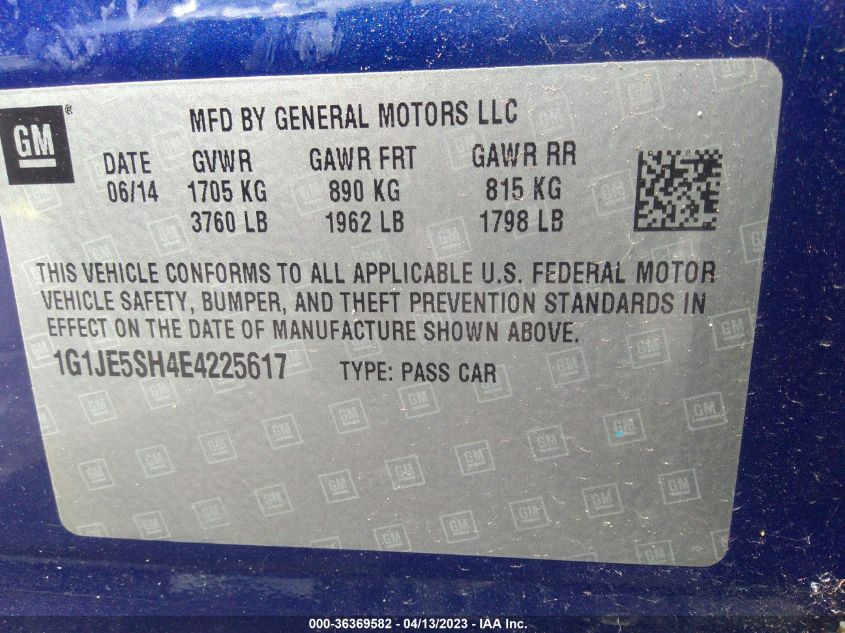 GM ® MFD BY GENERAL MOTORS LLC
DATE GVWR GAWR FRT GAWR RR
06/14 1705 KG 890 KG 815 KG
3760 LB 1962 LB 1798 LB
THIS VEHICLE CONFORMS TO ALL APPLICABLE U.S. FEDERAL MOTOR
VEHICLE SAFETY, BUMPER, AND THEFT PREVENTION STANDARDS IN
EFFECT ON THE DATE OF MANUFACTURE SHOWN ABOVE.
1G1JE5SH4E4225617 TYPE: PASS CAR
000-36369582 - 04/13/2023 - IAA Inc.